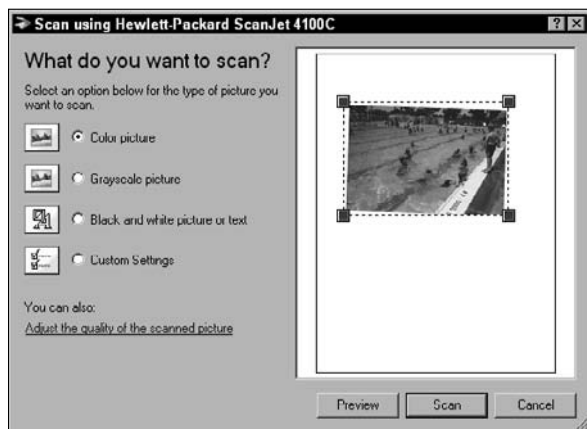 Scan using Hewlett-Packard ScanJet 4100C
What do you want to scan?
Select an option below for the type of picture you
want to scan.
Color picture
Grayscale picture
Black and white picture or text
Custom Settings
You can also:
Adjust the quality of the scanned picture
Preview
Scan
Cancel